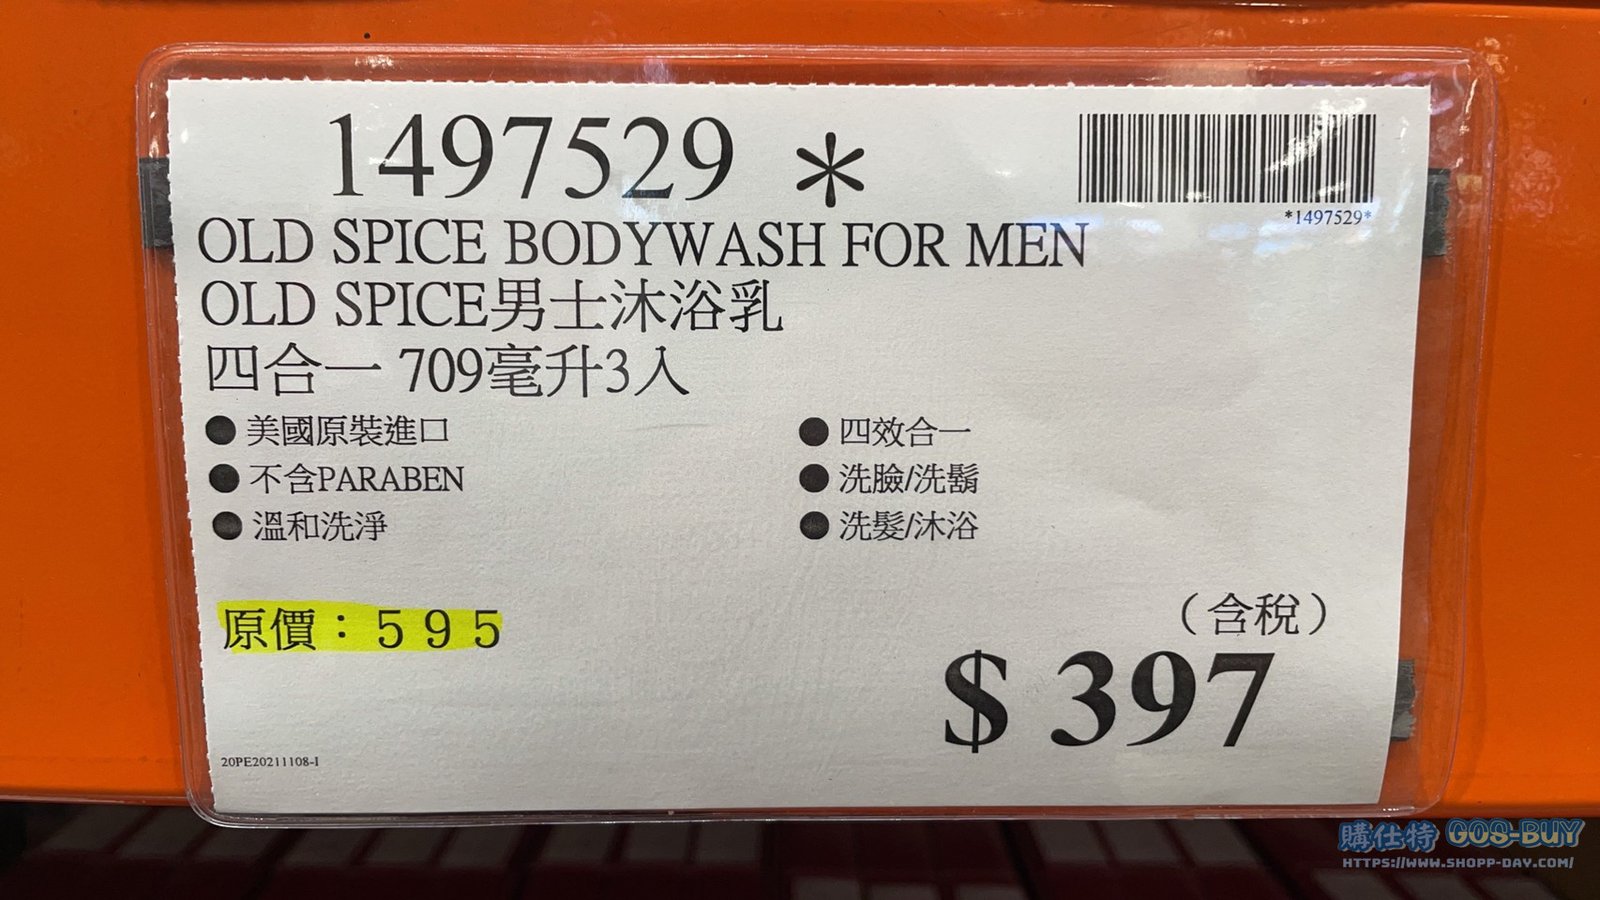 1497529 *
*1497529*
OLD SPICE BODYWASH FOR MEN
OLD SPICE男士沐浴乳
四合一 709毫升3入
● 美國原裝進口
● 不含PARABEN
● 溫和洗淨
● 四效合一
● 洗臉/洗鬍
● 洗髮/沐浴
原價：595
（含稅）
$ 397
20PE20211108-I
購仕特 GOS-BUY
HTTPS://WWW.SHOPP-DAY.COM/